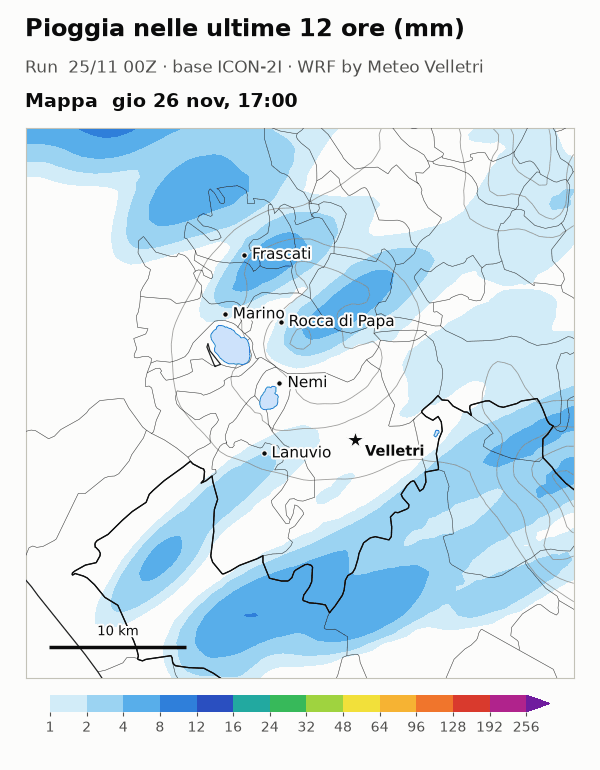 Pioggia nelle ultime 12 ore (mm)
Run 25/11 00Z · base ICON-2I · WRF by Meteo Velletri
Mappa gio 26 nov, 17:00
Frascati
Marino
Rocca di Papa
Nemi
Velletri
Lanuvio
10 km
1 2 4 8 12 16 24 32 48 64 96 128 192 256